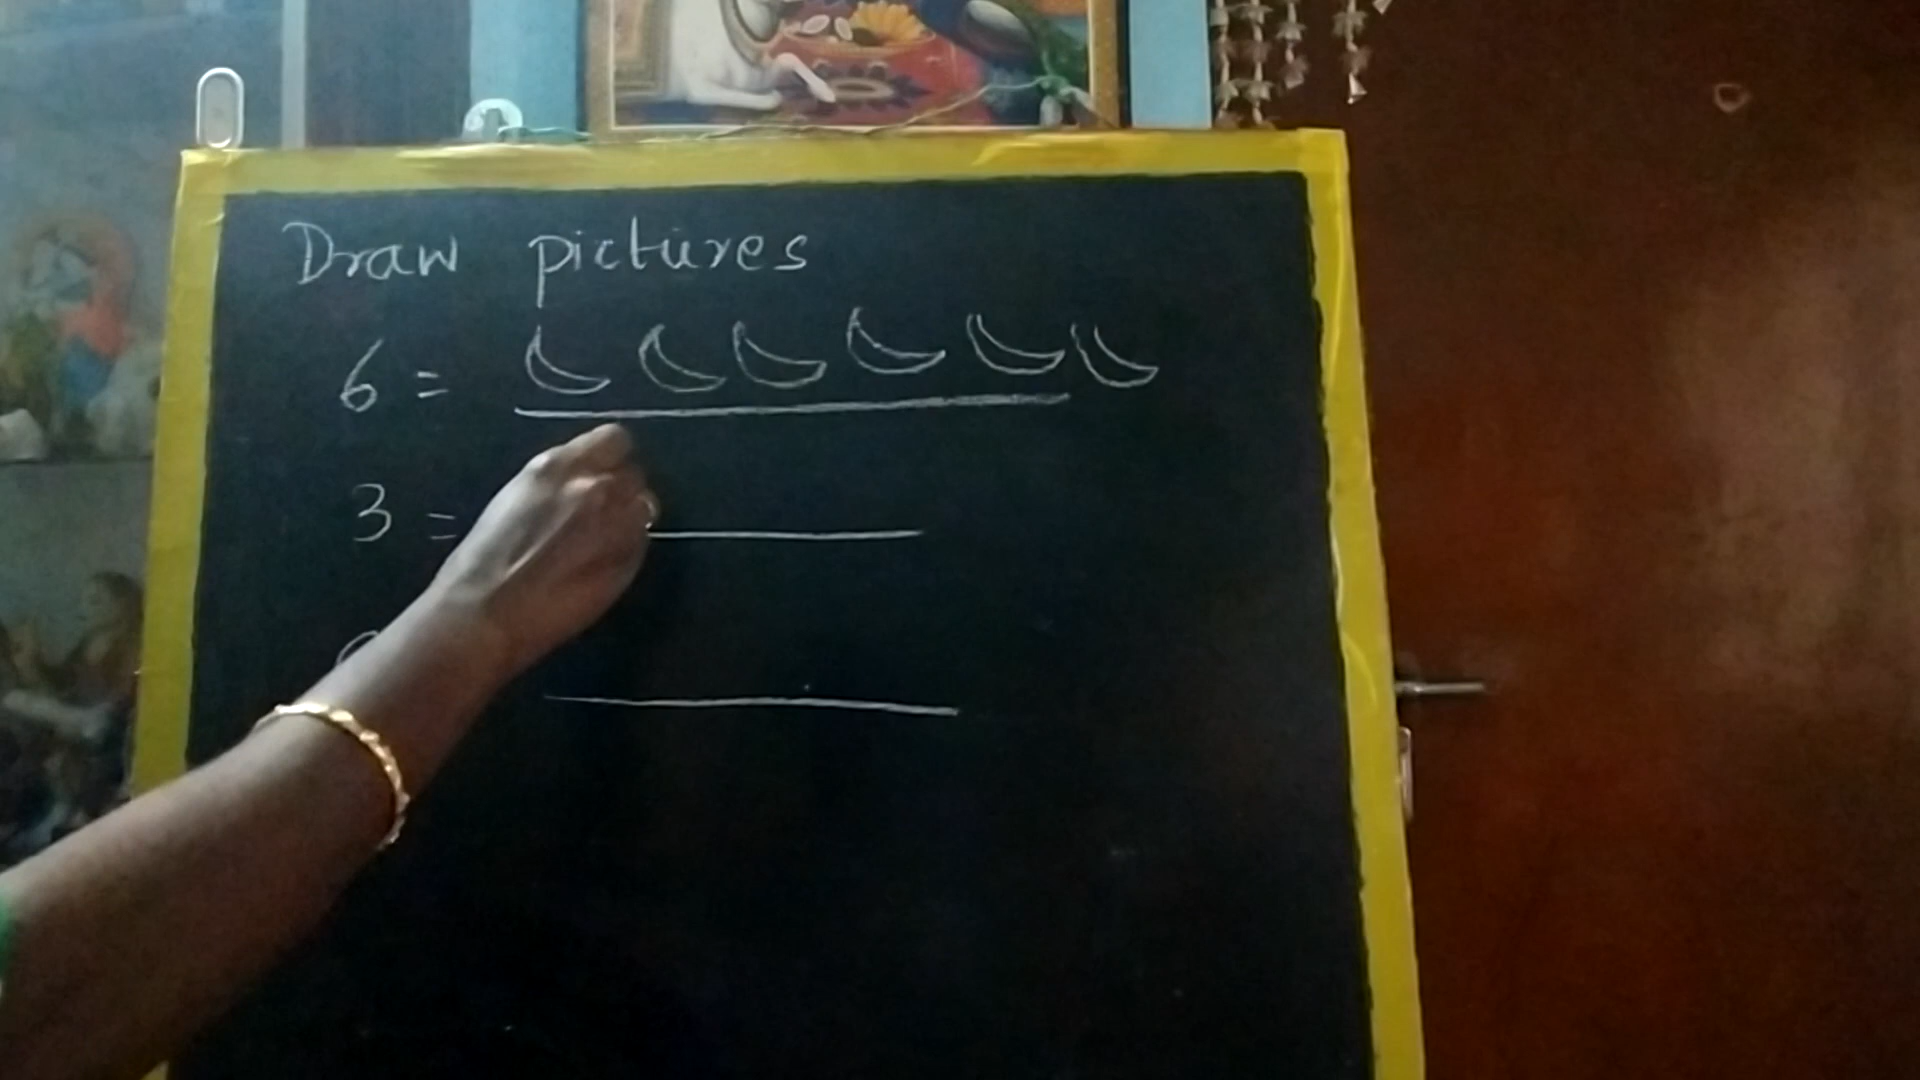 Draw pictures
6 =
3 =